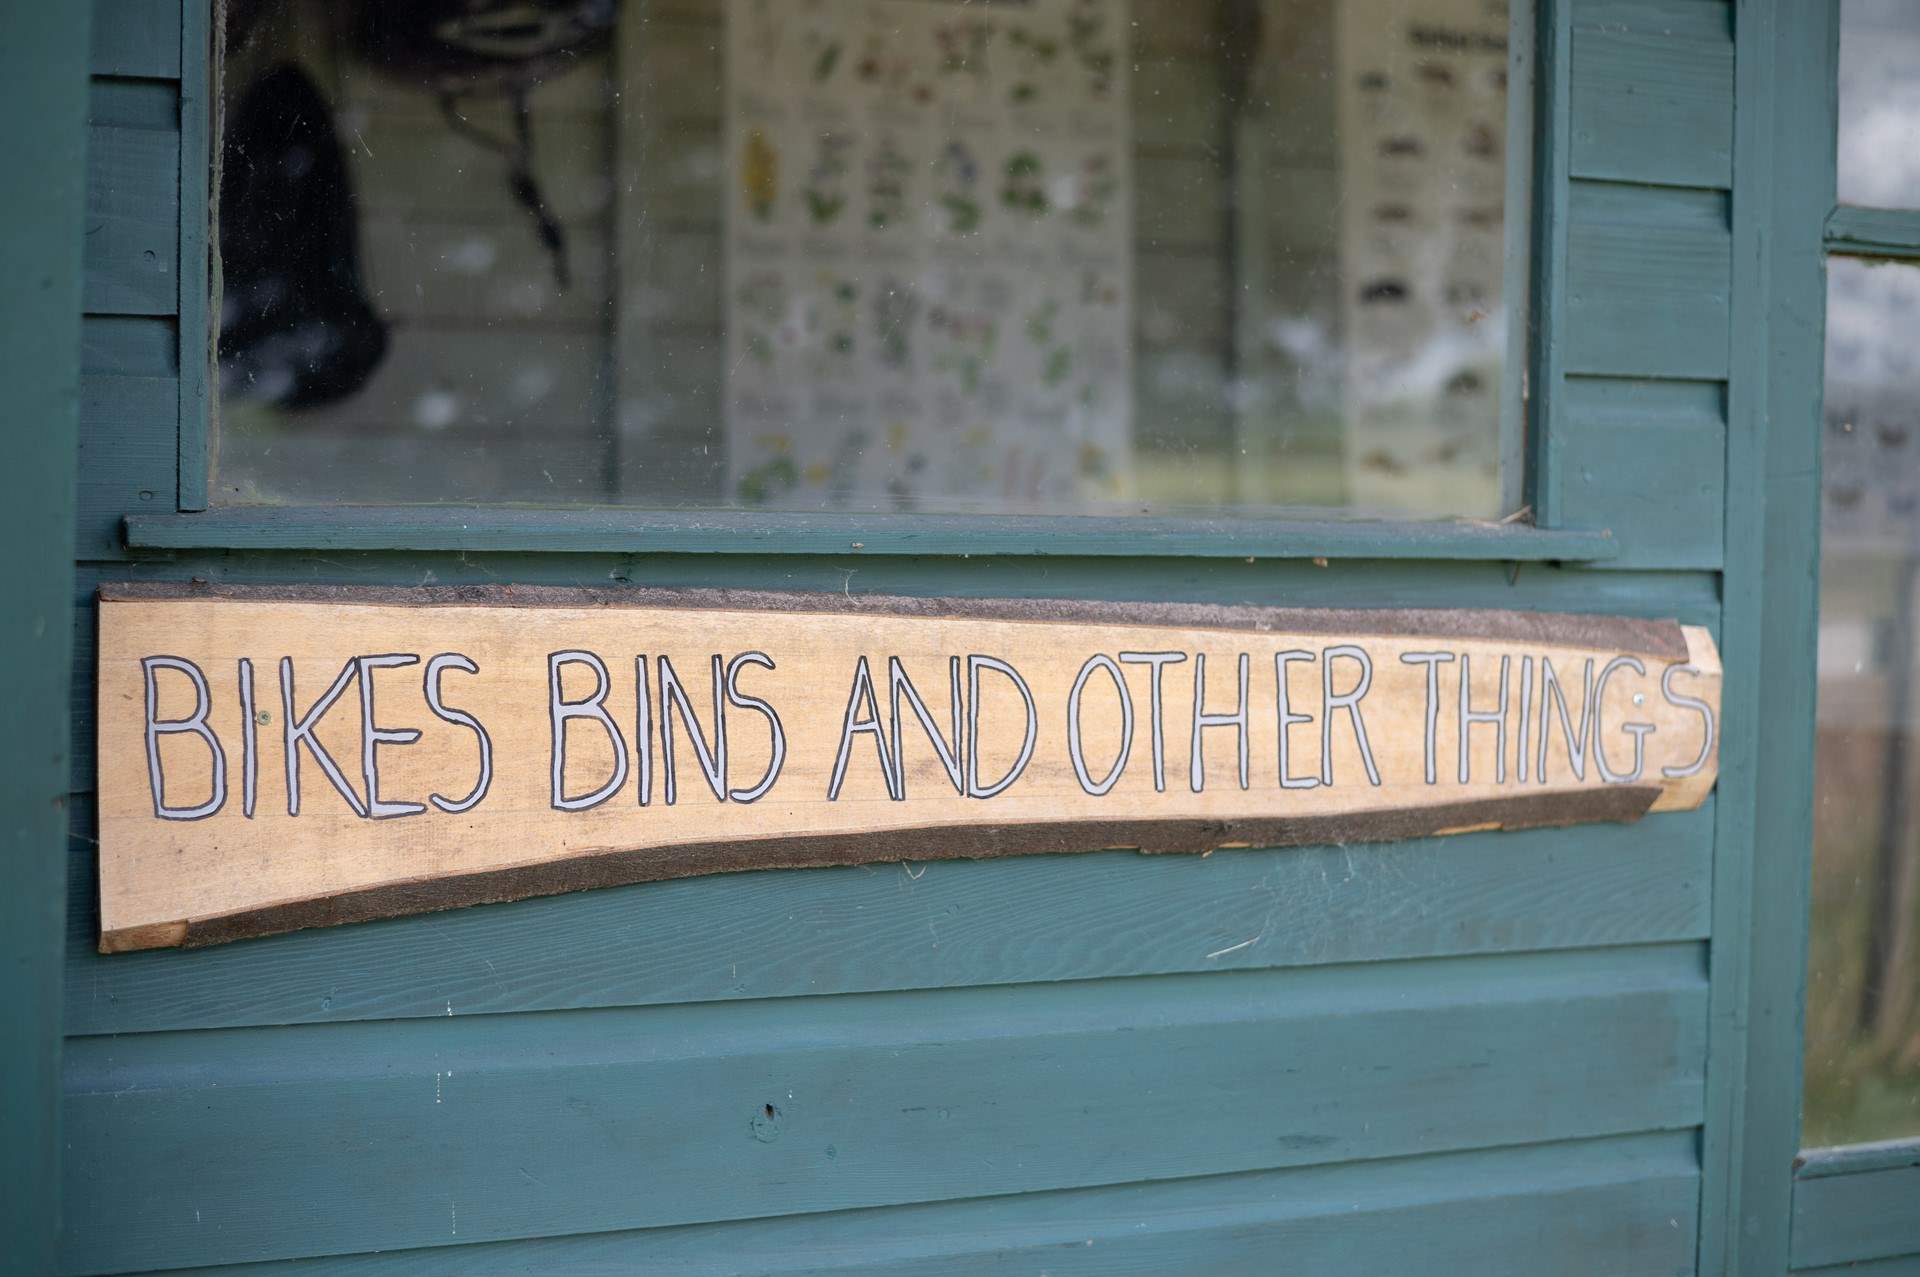 BIKES BINS AND OTHER THINGS